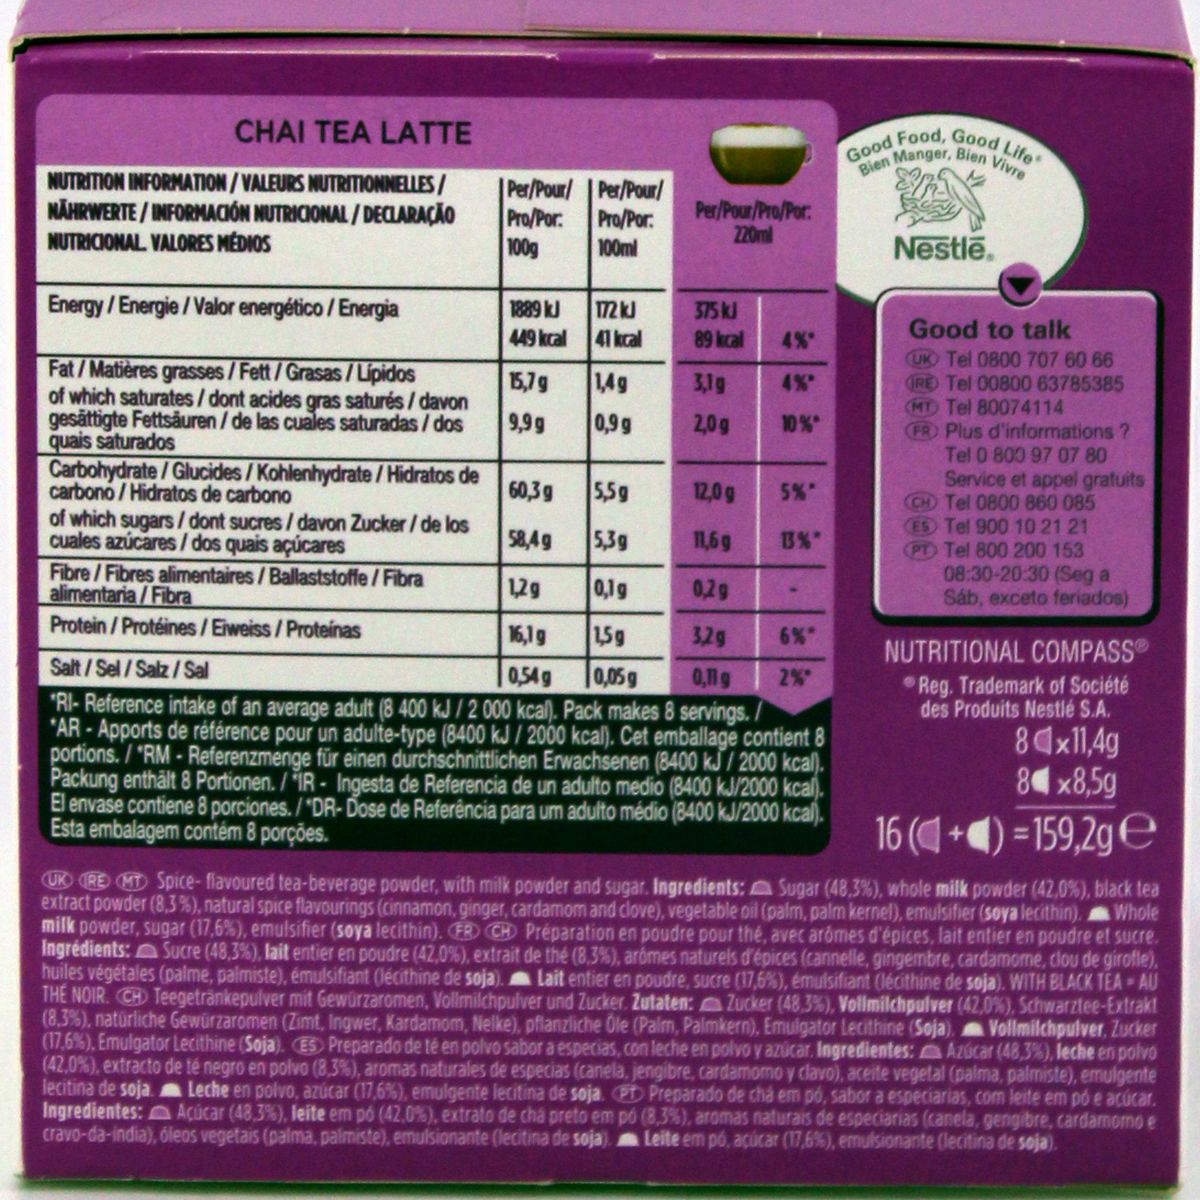 CHAI TEA LATTE
NUTRITION INFORMATION / VALEURS NUTRITIONNELLES /
NÄHRWERTE / INFORMACIÓN NUTRICIONAL / DECLARAÇÃO
NUTRICIONAL. VALORES MÉDIOS
Per/Pour/ Pro/Por: 100g
Per/Pour/ Pro/Por: 100ml
Per/Pour/Pro/Por: 220ml
Energy / Energie / Valor energético / Energia 1889 kJ 172 kJ 375 kJ
449 kcal 41 kcal 89 kcal 4%*
Fat / Matières grasses / Fett / Grasas / Lípidos 15,7 g 1,4 g 3,1 g 4%*
of which saturates / dont acides gras saturés / davon
gesättigte Fettsäuren / de las cuales saturadas / dos 9,9 g 0,9 g 2,0 g 10%*
quais saturados
Carbohydrate / Glucides / Kohlenhydrate / Hidratos de
carbono / Hidratos de carbono 60,3 g 5,5 g 12,0 g 5%*
of which sugars / dont sucres / davon Zucker / de los
cuales azúcares / dos quais açúcares 58,4 g 5,3 g 11,6 g 13%*
Fibre / Fibres alimentaires / Ballaststoffe / Fibra
alimentaria / Fibra 1,2 g 0,1 g 0,2 g -
Protein / Protéines / Eiweiss / Proteínas 16,1 g 1,5 g 3,2 g 6%*
Salt / Sel / Salz / Sal 0,54 g 0,05 g 0,11 g 2%*
*RI- Reference intake of an average adult (8 400 kJ / 2 000 kcal). Pack makes 8 servings. /
*AR - Apports de référence pour un adulte-type (8400 kJ / 2000 kcal). Cet emballage contient 8
portions. / *RM - Referenzmenge für einen durchschnittlichen Erwachsenen (8400 kJ / 2000 kcal).
Packung enthält 8 Portionen. / *IR - Ingesta de Referencia de un adulto medio (8400 kJ/2000 kcal).
El envase contiene 8 porciones. / *DR- Dose de Referência para um adulto médio (8400 kJ/2000 kcal).
Esta embalagem contém 8 porções.
Good Food, Good Life®
Bien Manger, Bien Vivre
Nestlé®
Good to talk
UK Tel 0800 707 60 66
IRE Tel 00800 63785385
MT Tel 80074114
FR Plus d'informations ?
Tel 0 800 97 07 80
Service et appel gratuits
CH Tel 0800 860 085
ES Tel 900 10 21 21
PT Tel 800 200 153
08:30-20:30 (Seg a
Sáb, exceto feriados)
NUTRITIONAL COMPASS®
® Reg. Trademark of Société
des Produits Nestlé S.A.
8 x11,4g
8 x8,5g
16 ( + ) =159,2g ℮
UK IRE MT Spice- flavoured tea-beverage powder, with milk powder and sugar. Ingredients: Sugar (48,3%), whole milk powder (42,0%), black tea
extract powder (8,3%), natural spice flavourings (cinnamon, ginger, cardamom and clove), vegetable oil (palm, palm kernel), emulsifier (soya lecithin). Whole
milk powder, sugar (17,6%), emulsifier (soya lecithin). FR CH Préparation en poudre pour thé, avec arômes d'épices, lait entier en poudre et sucre.
Ingrédients: Sucre (48,3%), lait entier en poudre (42,0%), extrait de thé (8,3%), arômes naturels d'épices (cannelle, gingembre, cardamome, clou de girofle),
huiles végétales (palme, palmiste), émulsifiant (lécithine de soja). Lait entier en poudre, sucre (17,6%), émulsifiant (lécithine de soja). WITH BLACK TEA - AU
THÉ NOIR. CH Teegetränkepulver mit Gewürzaromen, Vollmilchpulver und Zucker. Zutaten: Zucker (48,3%), Vollmilchpulver (42,0%), Schwarztee-Extrakt
(8,3%), natürliche Gewürzaromen (Zimt, Ingwer, Kardamom, Nelke), pflanzliche Öle (Palm, Palmkern), Emulgator Lecithine (Soja). Vollmilchpulver, Zucker
(17,6%), Emulgator Lecithine (Soja). ES Preparado de té en polvo sabor a especias, con leche en polvo y azúcar. Ingredientes: Azúcar (48,3%), leche en polvo
(42,0%), extracto de té negro en polvo (8,3%), aromas naturales de especias (canela, jengibre, cardamomo y clavo), aceite vegetal (palma, palmiste), emulgente
lecitina de soja. Leche en polvo, azúcar (17,6%), emulgente lecitina de soja. PT Preparado de chá em pó, sabor a especiarias, com leite em pó e açúcar.
Ingredientes: Açúcar (48,3%), leite em pó (42,0%), extrato de chá preto em pó (8,3%), aromas naturais de especiarias (canela, gengibre, cardamomo e
cravo-da-índia), óleos vegetais (palma, palmiste), emulsionante (lecitina de soja). Leite em pó, açúcar (17,6%), emulsionante (lecitina de soja).